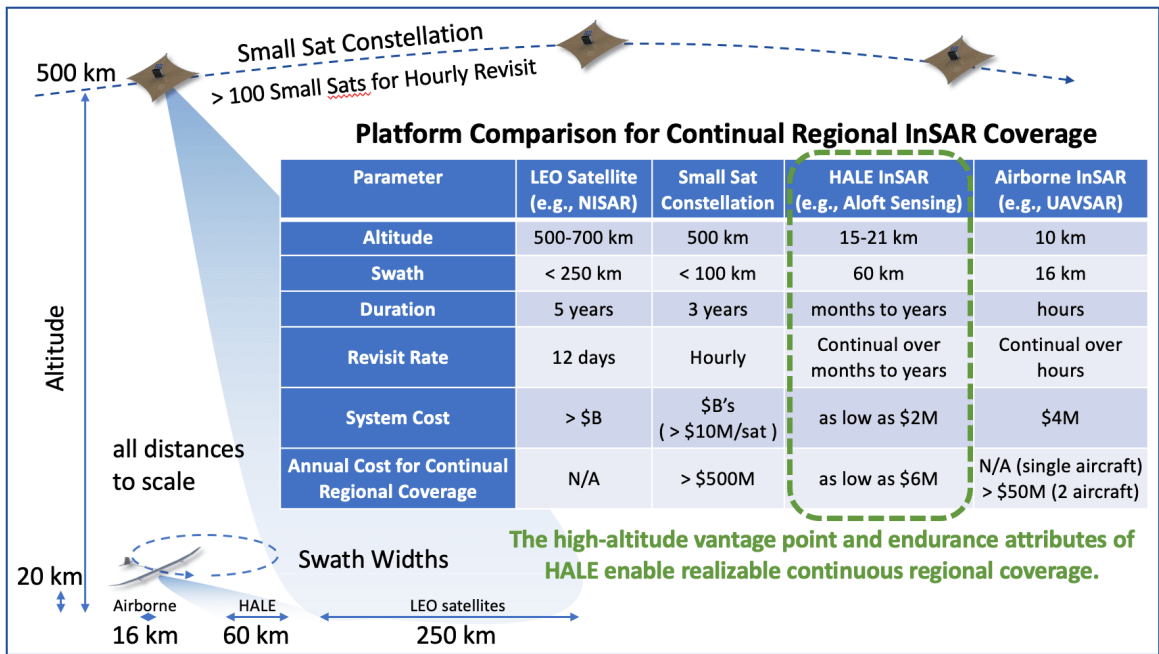 500 km
Small Sat Constellation
> 100 Small Sats for Hourly Revisit
Platform Comparison for Continual Regional InSAR Coverage
Parameter
LEO Satellite
(e.g., NISAR)
Small Sat
Constellation
HALE InSAR
(e.g., Aloft Sensing)
Airborne InSAR
(e.g., UAVSAR)
Altitude
500-700 km
500 km
15-21 km
10 km
Swath
< 250 km
< 100 km
60 km
16 km
Duration
5 years
3 years
months to years
hours
Revisit Rate
12 days
Hourly
Continual over
months to years
Continual over
hours
System Cost
> $B
$B’s
( > $10M/sat )
as low as $2M
$4M
Annual Cost for Continual
Regional Coverage
N/A
> $500M
as low as $6M
N/A (single aircraft)
> $50M (2 aircraft)
Altitude
all distances
to scale
The high-altitude vantage point and endurance attributes of
HALE enable realizable continuous regional coverage.
Swath Widths
20 km
Airborne
HALE
LEO satellites
16 km
60 km
250 km